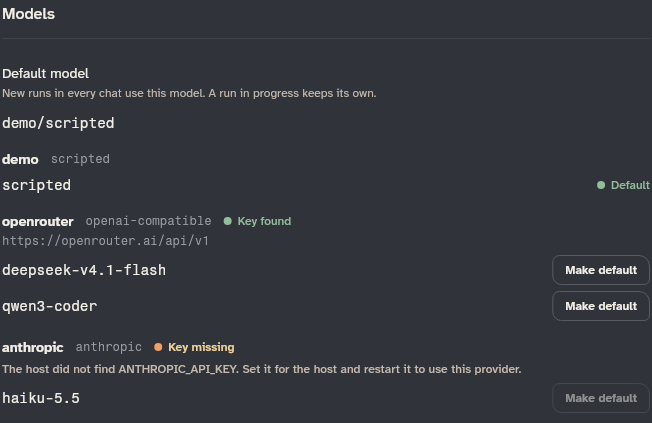 Models
Default model
New runs in every chat use this model. A run in progress keeps its own.
demo/scripted
demo scripted
scripted Default
openrouter openai-compatible Key found
https://openrouter.ai/api/v1
deepseek-v4.1-flash Make default
qwen3-coder Make default
anthropic anthropic Key missing
The host did not find ANTHROPIC_API_KEY. Set it for the host and restart it to use this provider.
haiku-5.5 Make default